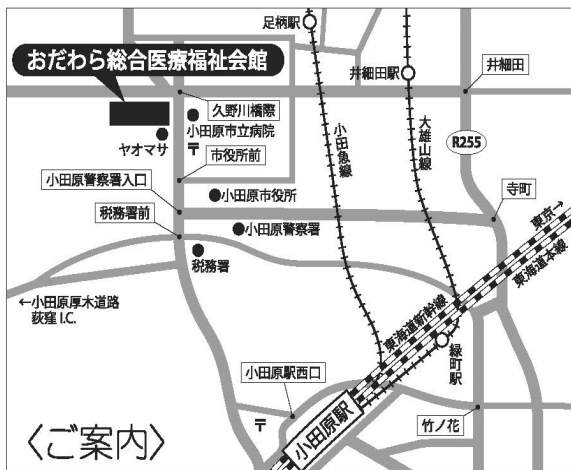 足柄駅
おだわら総合医療福祉会館
井細田駅
井細田
久野川橋際
小田原市立病院
〒
ヤオマサ
小田魚線
大雄山線
R255
市役所前
小田原警察署入口
小田原市役所
寺町
税務署前
小田原警察署
税務署
東京→
東海道本線
東海道新幹線
←小田原厚木道路
荻窪I.C.
緑町駅
小田原駅西口
〒
小田原駅
竹ノ花
〈ご案内〉